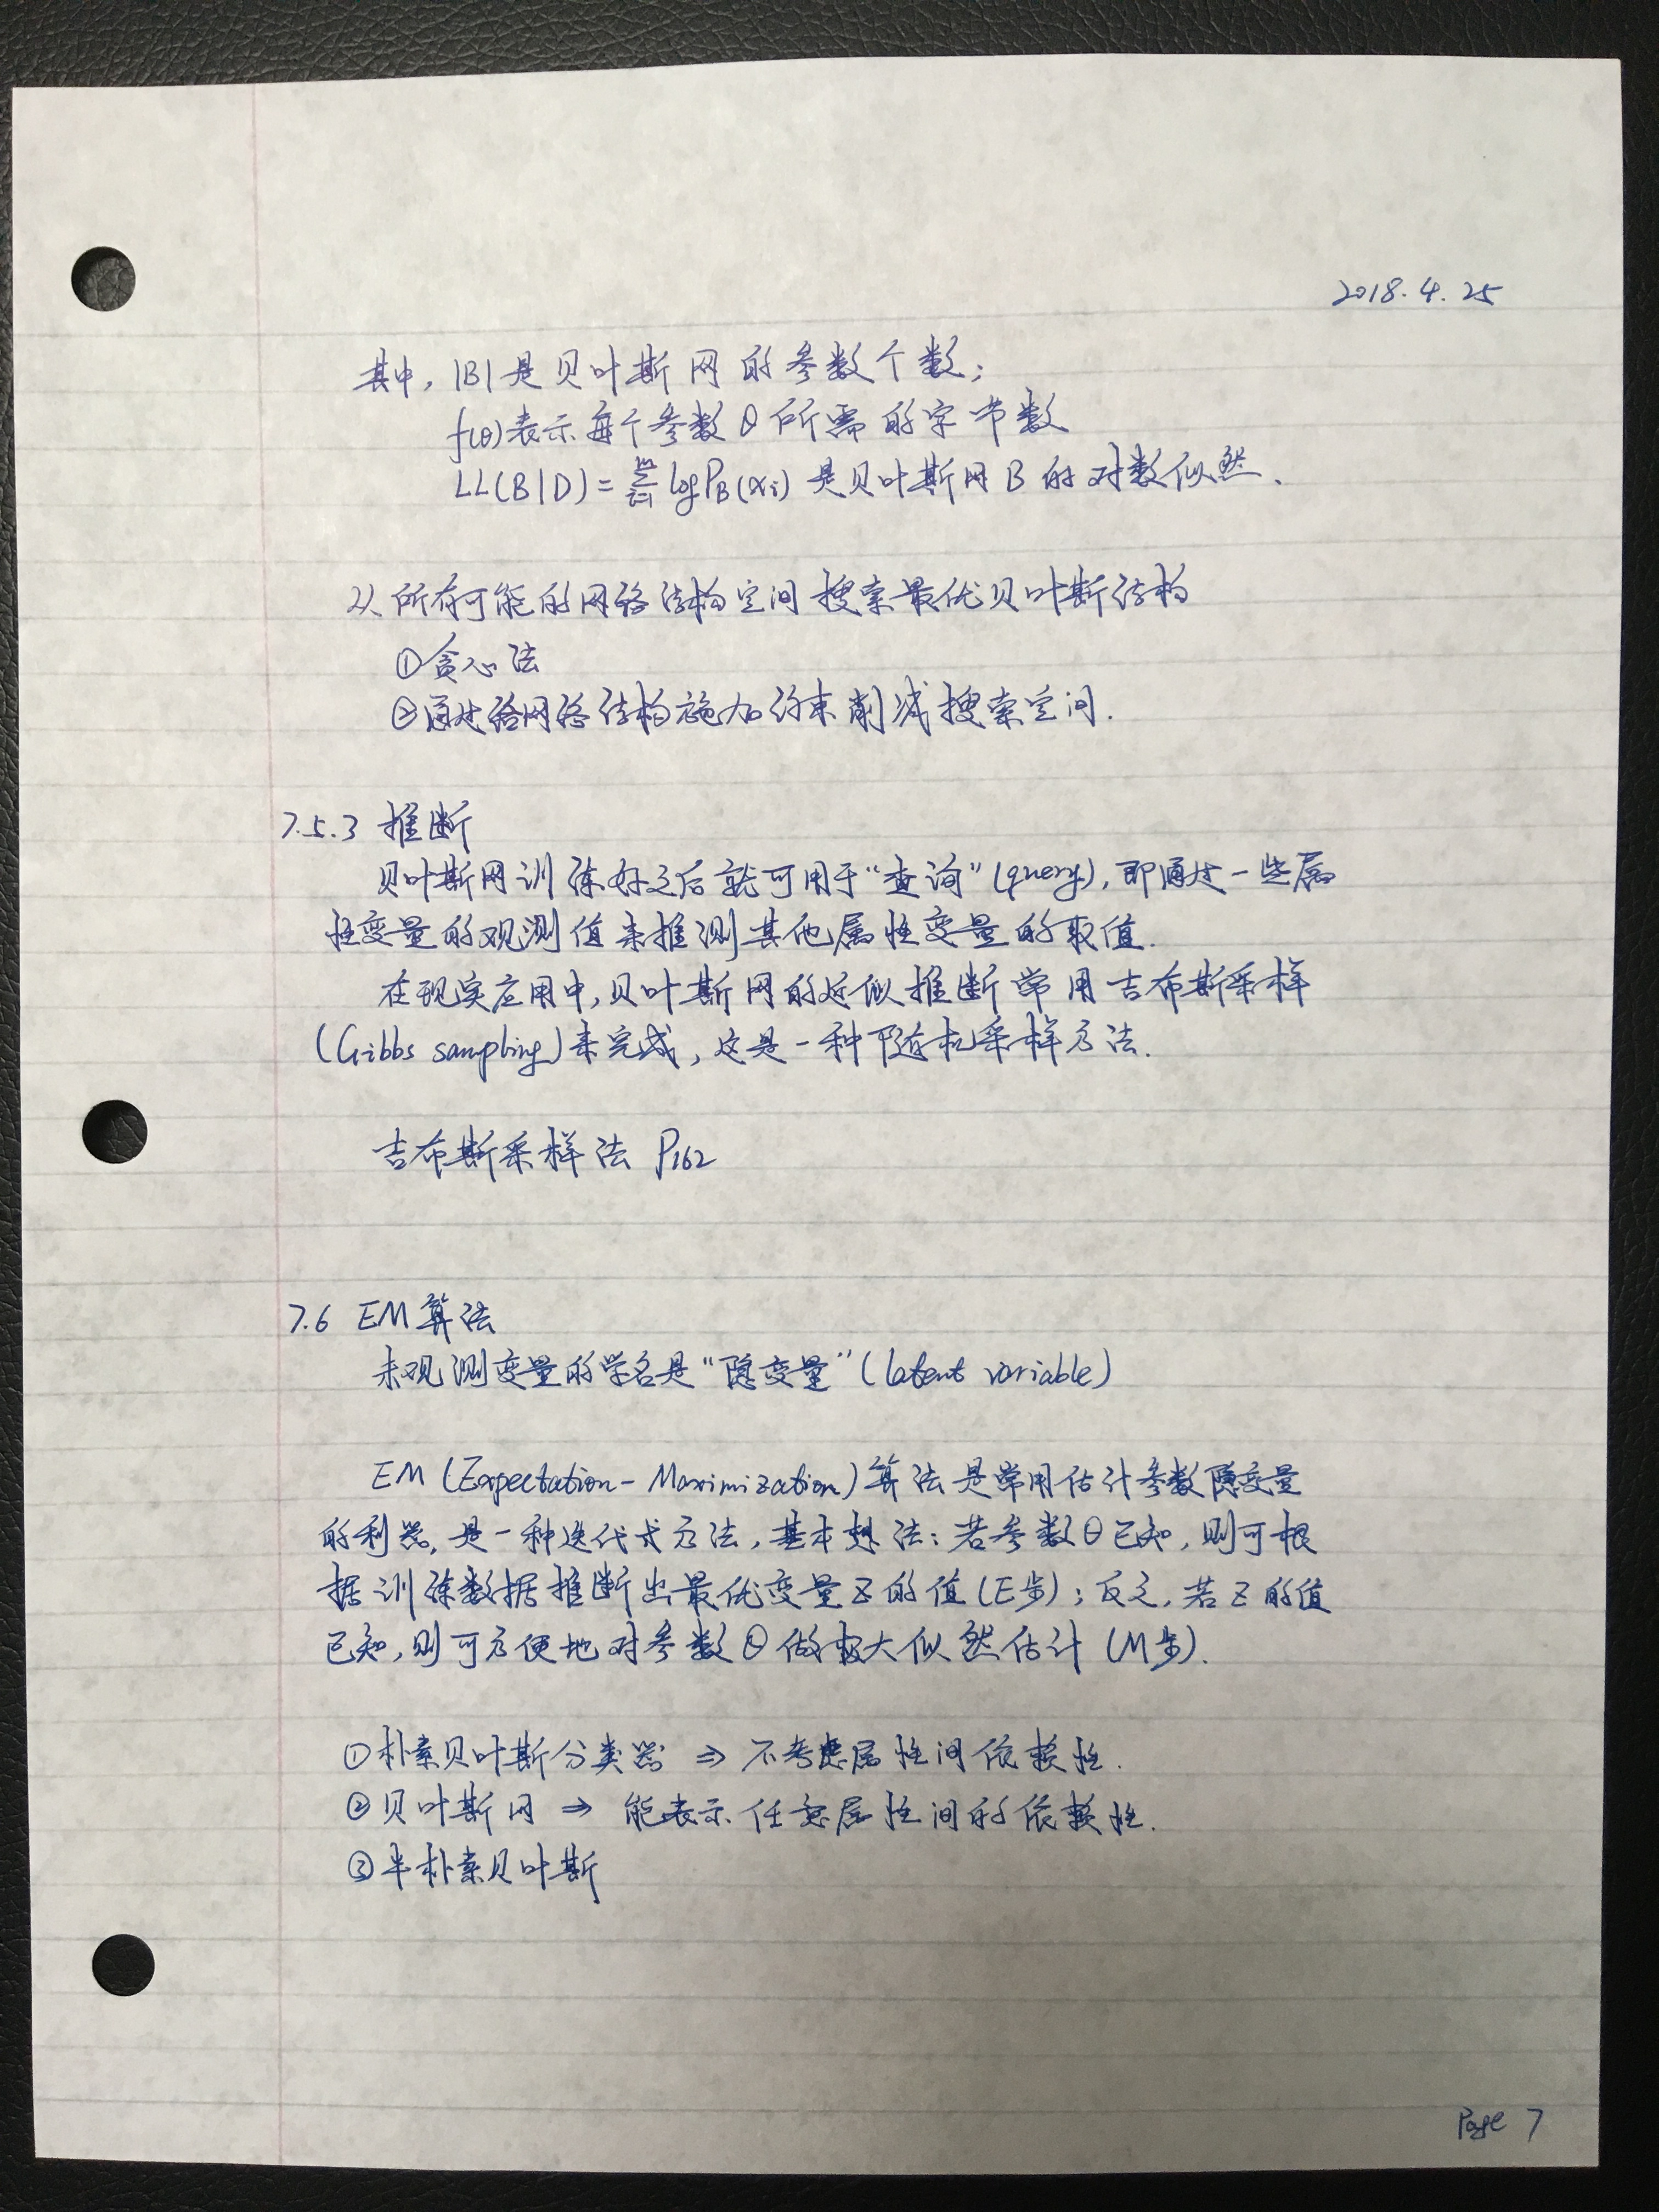 2018.4.25
其中, |B| 是贝叶斯网的参数个数;
f(θ)表示每个参数θ所需的字节数
LL(B|D) = ∑_{i=1}^{m} log P_B(x_i) 是贝叶斯网B的对数似然.
从所有可能的网络结构空间搜索最优贝叶斯结构
①贪心法
②通过给网络结构施加约束削减搜索空间.
7.5.3 推断
贝叶斯网训练好之后就可用于“查询”(query), 即通过一些属
性变量的观测值来推测其他属性变量的取值.
在现实应用中, 贝叶斯网的近似推断常用吉布斯采样
(Gibbs sampling)来完成, 这是一种随机采样方法.
吉布斯采样法 P162
7.6 EM算法
未观测变量的学名是“隐变量”(latent variable)
EM(Expectation-Maximization)算法是常用估计参数隐变量
的利器, 是一种迭代式方法, 基本想法: 若参数θ已知, 则可根
据训练数据推断出最优变量Z的值(E步); 反之, 若Z的值
已知, 则可方便地对参数θ做极大似然估计(M步).
①朴素贝叶斯分类器 ⇒ 不考虑属性间依赖性.
②贝叶斯网 ⇒ 能表示任意属性间的依赖性.
③半朴素贝叶斯
Page 7